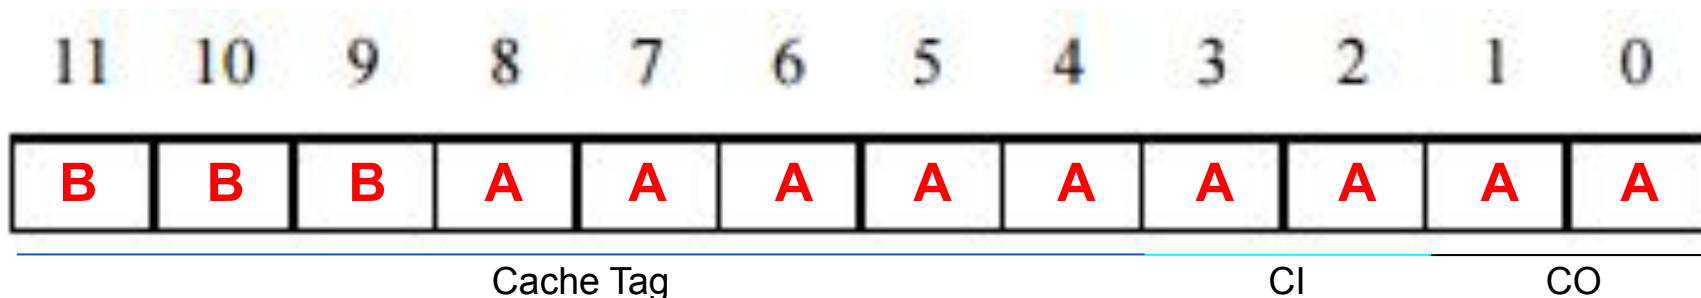 11 10 9 8 7 6 5 4 3 2 1 0
B B B A A A A A A A A A
Cache Tag CI CO